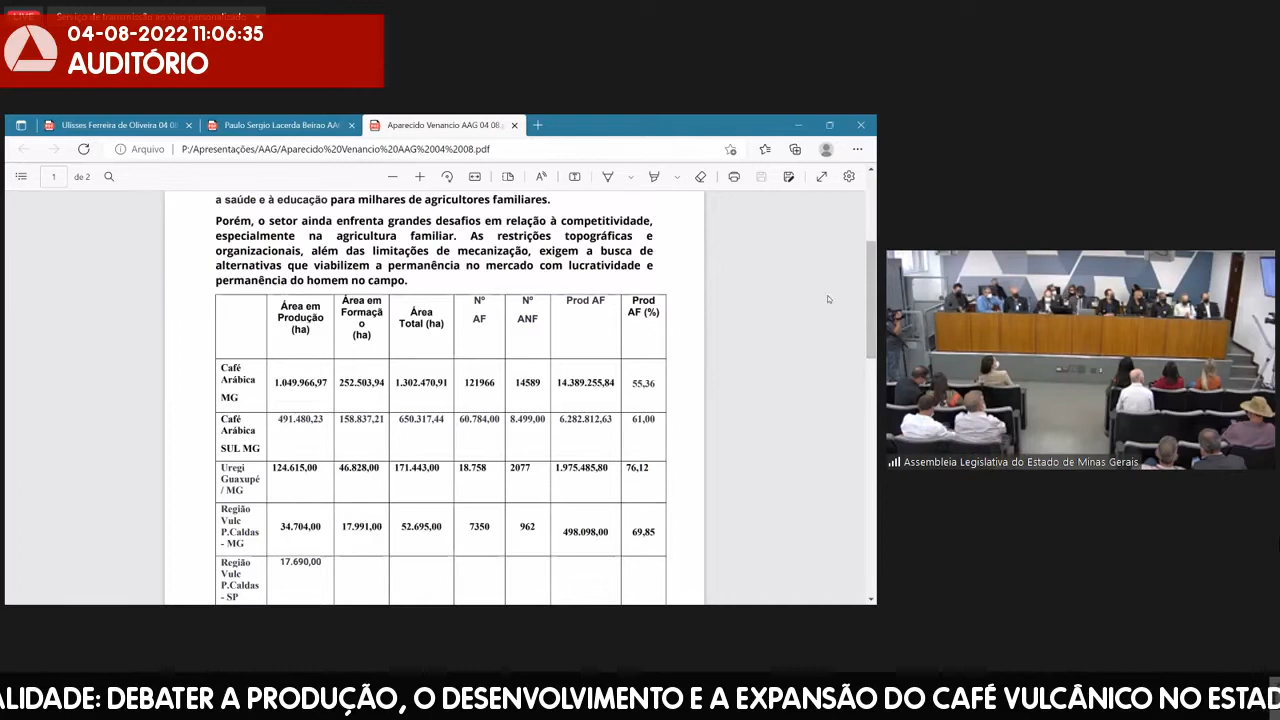 LIVE
Serviço de transmissão ao vivo personalizado
04-08-2022 11:06:35
AUDITÓRIO
Ulisses Ferreira de Oliveira 04 08
Paulo Sergio Lacerda Beirao AAG
Aparecido Venancio AAG 04 08.
Arquivo
P:/Apresentações/AAG/Aparecido%20Venancio%20AAG%2004%2008.pdf
1 de 2
a saúde e à educação para milhares de agricultores familiares.
Porém, o setor ainda enfrenta grandes desafios em relação à competitividade,
especialmente na agricultura familiar. As restrições topográficas e
organizacionais, além das limitações de mecanização, exigem a busca de
alternativas que viabilizem a permanência no mercado com lucratividade e
permanência do homem no campo.
Área em Produção (ha) Área em Formação (ha) Área Total (ha) Nº AF Nº ANF Prod AF Prod AF (%)
Café Arábica MG 1.049.966,97 252.503,94 1.302.470,91 121966 14589 14.389.255,84 55,36
Café Arábica SUL MG 491.480,23 158.837,21 650.317,44 60.784,00 8.499,00 6.282.812,63 61,00
Uregi Guaxupé / MG 124.615,00 46.828,00 171.443,00 18.758 2077 1.975.485,80 76,12
Região Vulc P.Caldas - MG 34.704,00 17.991,00 52.695,00 7350 962 498.098,00 69,85
Região Vulc P.Caldas - SP 17.690,00
Assembleia Legislativa do Estado de Minas Gerais
ALIDADE: DEBATER A PRODUÇÃO, O DESENVOLVIMENTO E A EXPANSÃO DO CAFÉ VULCÂNICO NO ESTAD